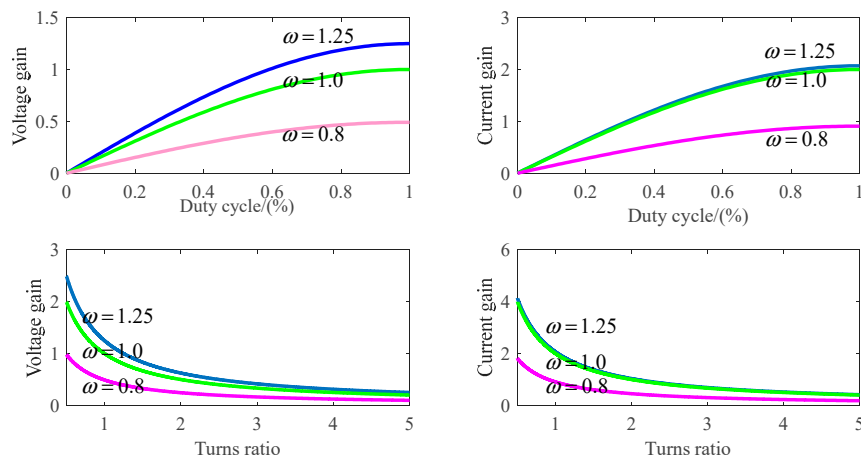 Voltage gain
1.5
1
0.5
0
ω=1.25
ω=1.0
ω=0.8
0 0.2 0.4 0.6 0.8 1
Duty cycle/(%)
Current gain
3
2
1
0
ω=1.25
ω=1.0
ω=0.8
0 0.2 0.4 0.6 0.8 1
Duty cycle/(%)
Voltage gain
3
2
1
0
ω=1.25
ω=1.0
ω=0.8
1 2 3 4 5
Turns ratio
Current gain
6
4
2
0
ω=1.25
ω=1.0
ω=0.8
1 2 3 4 5
Turns ratio